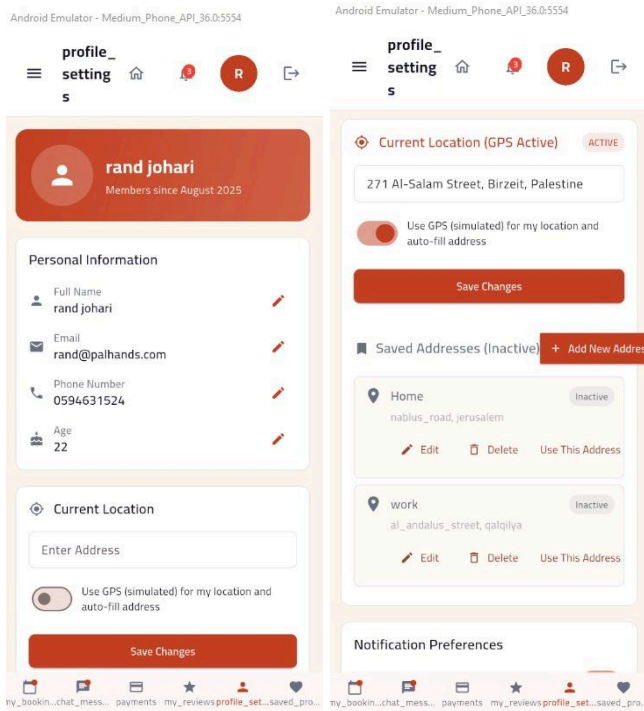 Android Emulator - Medium_Phone_API_36.0:5554
profile_
setting
s
3
R
rand johari
Members since August 2025
Personal Information
Full Name
rand johari
Email
rand@palhands.com
Phone Number
0594631524
Age
22
Current Location
Enter Address
Use GPS (simulated) for my location and
auto-fill address
Save Changes
my_bookin...
chat_mess...
payments
my_reviews
profile_set...
saved_pro...
Android Emulator - Medium_Phone_API_36.0:5554
profile_
setting
s
3
R
Current Location (GPS Active)
ACTIVE
271 Al-Salam Street, Birzeit, Palestine
Use GPS (simulated) for my location and
auto-fill address
Save Changes
Saved Addresses (Inactive)
+ Add New Addres
Home
Inactive
nablus_road, jerusalem
Edit
Delete
Use This Address
work
Inactive
al_andalus_street, qalqilya
Edit
Delete
Use This Address
Notification Preferences
my_bookin...
chat_mess...
payments
my_reviews
profile_set...
saved_pro...